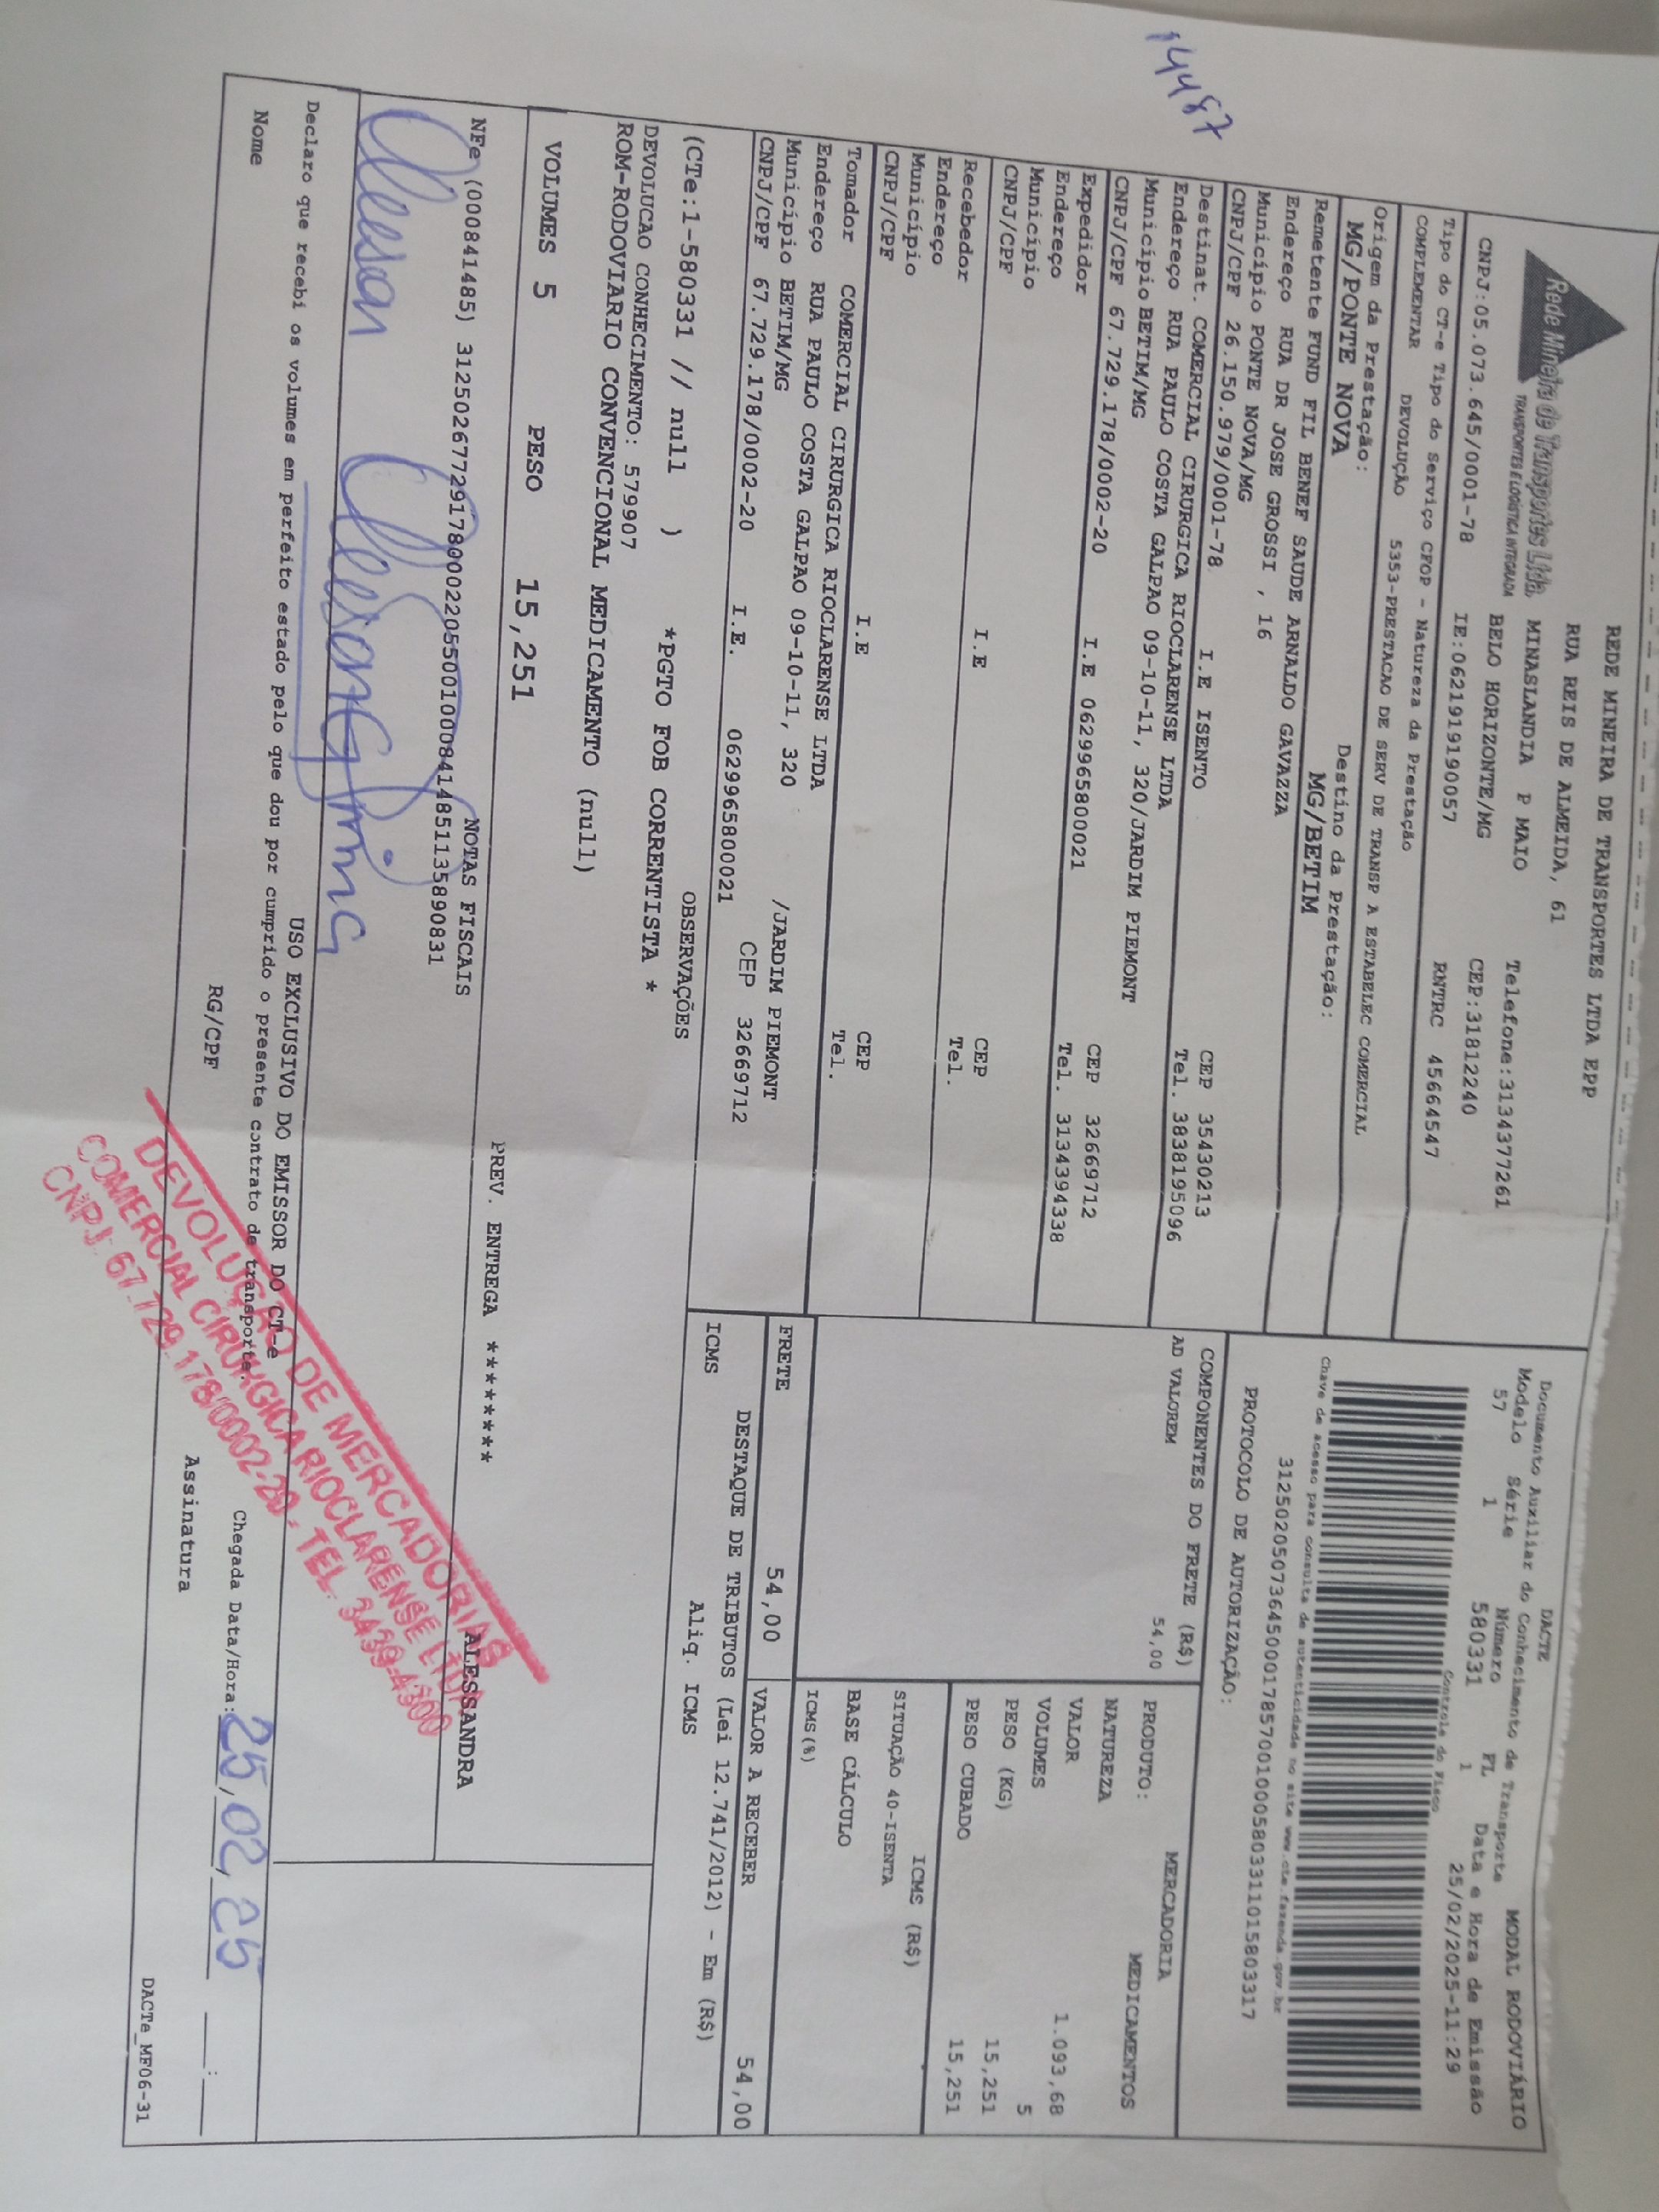 14487
Rede Mineira de Transportes Ltda.
TRANSPORTES E LOGÍSTICA INTEGRADA
REDE MINEIRA DE TRANSPORTES LTDA EPP
RUA REIS DE ALMEIDA, 61
MINASLANDIA P MAIO Telefone:3134377261
BELO HORIZONTE/MG CEP:31812240
CNPJ:05.073.645/0001-78 IE:0621919190057 RNTRC 45664547
Tipo do CT-e Tipo do Serviço CFOP - Natureza da Prestação
COMPLEMENTAR DEVOLUÇÃO 5353-PRESTACAO DE SERV DE TRANSP A ESTABELEC COMERCIAL
Origem da Prestação: Destino da Prestação:
MG/PONTE NOVA MG/BETIM
DACTE
Documento Auxiliar do Conhecimento de Transporte MODAL RODOVIÁRIO
Modelo Série Número FL Data e Hora de Emissão
57 1 580331 1 25/02/2025-11:29
Controle do Fisco
Chave de acesso para consulta de autenticidade no site www.cte.fazenda.gov.br
31250205073645000178570010005803311015803317
PROTOCOLO DE AUTORIZAÇÃO:
Remetente FUND FIL BENEF SAUDE ARNALDO GAVAZZA
Endereço RUA DR JOSE GROSSI , 16
Município PONTE NOVA/MG CEP 35430213
CNPJ/CPF 26.150.979/0001-78 I.E ISENTO Tel. 3838195096
Destinat. COMERCIAL CIRURGICA RIOCLARENSE LTDA
Endereço RUA PAULO COSTA GALPAO 09-10-11, 320/JARDIM PIEMONT
Município BETIM/MG CEP 32669712
CNPJ/CPF 67.729.178/0002-20 I.E 0629965800021 Tel. 3134394338
Expedidor
Endereço
Município CEP
CNPJ/CPF I.E Tel.
Recebedor
Endereço
Município CEP
CNPJ/CPF I.E Tel.
Tomador COMERCIAL CIRURGICA RIOCLARENSE LTDA
Endereço RUA PAULO COSTA GALPAO 09-10-11, 320 /JARDIM PIEMONT
Município BETIM/MG CEP 32669712
CNPJ/CPF 67.729.178/0002-20 I.E. 0629965800021
COMPONENTES DO FRETE (R$)
AD VALOREM 54,00
MERCADORIA
PRODUTO: MEDICAMENTOS
NATUREZA
VALOR 1.093,68
VOLUMES 5
PESO (KG) 15,251
PESO CUBADO 15,251
ICMS (R$)
SITUAÇÃO 40-ISENTA
BASE CÁLCULO
ICMS(%)
FRETE 54,00 VALOR A RECEBER 54,00
DESTAQUE DE TRIBUTOS (Lei 12.741/2012) - Em (R$)
ICMS Aliq. ICMS
OBSERVAÇÕES
(CTe:1-580331 // null ) *PGTO FOB CORRENTISTA *
DEVOLUCAO CONHECIMENTO: 579907
ROM-RODOVIARIO CONVENCIONAL MEDICAMENTO (null)
VOLUMES 5 PESO 15,251 PREV. ENTREGA ********
NOTAS FISCAIS ALESSANDRA
NFe (000841485) 31250267729178000220550010008414851135890831
USO EXCLUSIVO DO EMISSOR DO CT-e
Declaro que recebi os volumes em perfeito estado pelo que dou por cumprido o presente contrato de transporte.
Nome RG/CPF Assinatura
Chegada Data/Hora: 25/02/25 ___:___
DEVOLUÇÃO DE MERCADORIAS
COMERCIAL CIRURGICA RIOCLARENSE LTDA
CNPJ: 67.729.178/0002-20 - TEL. 3439-4300
DACTe_MF06-31